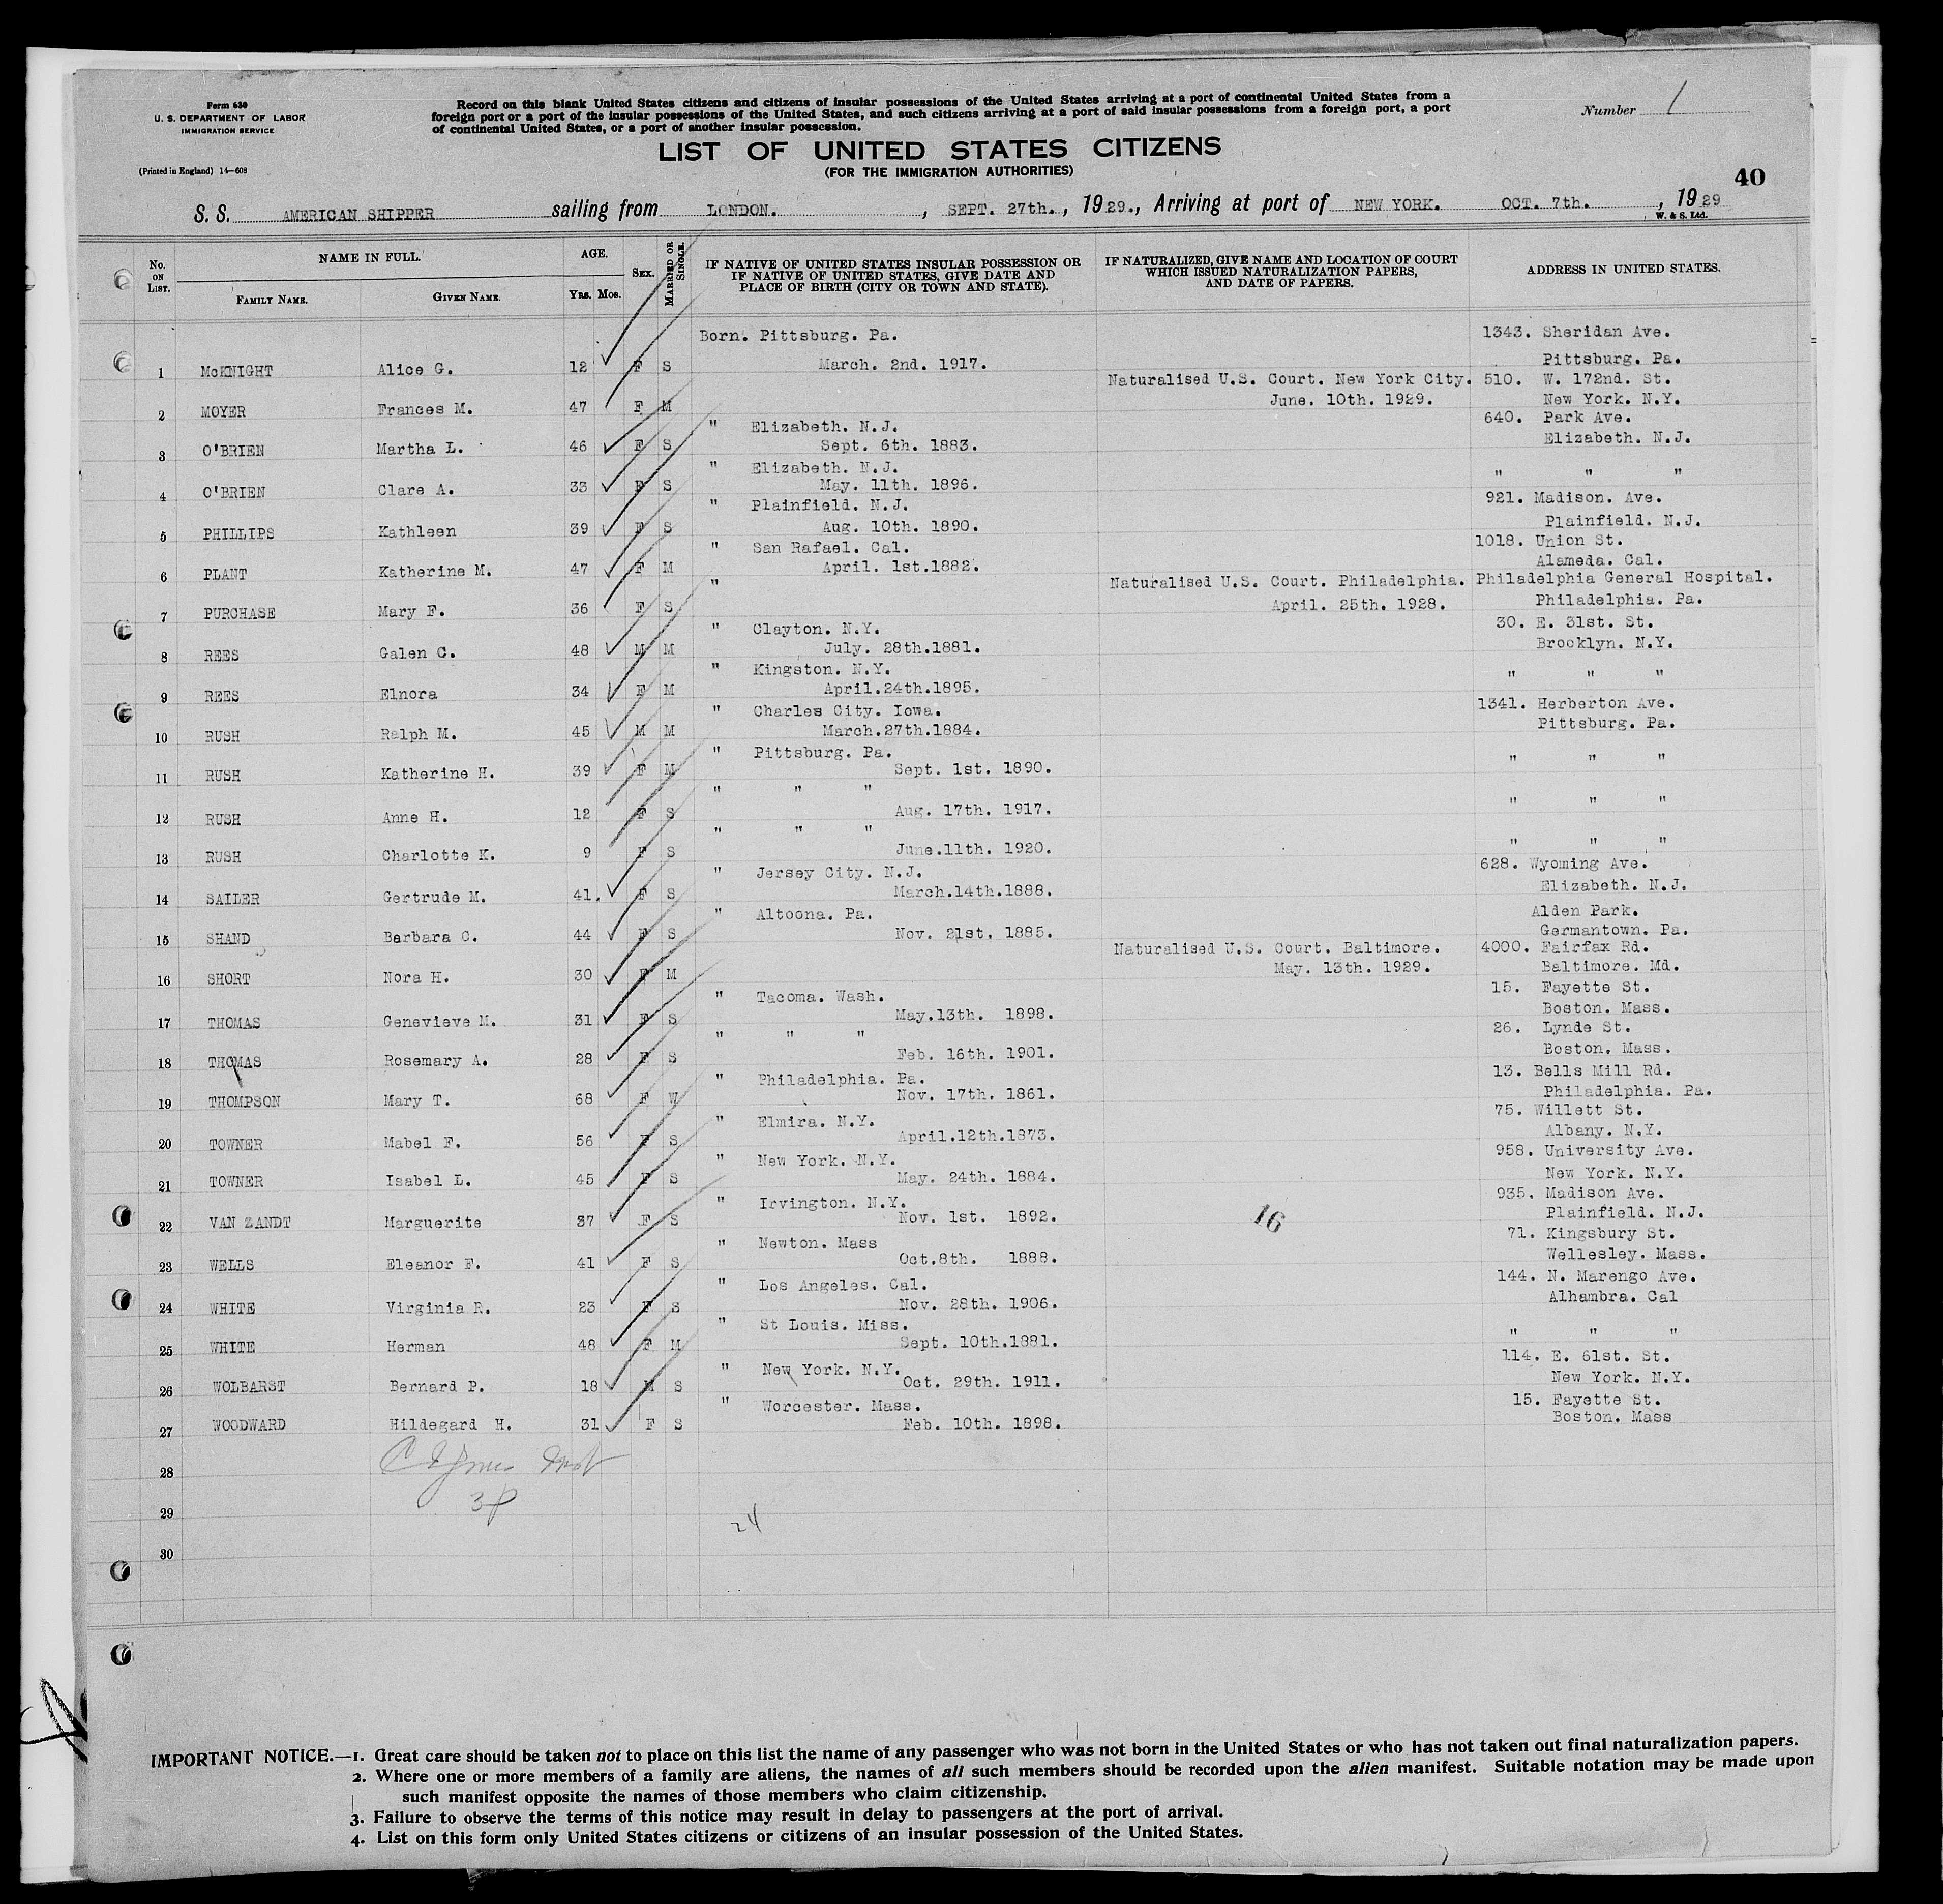 Form 630
U. S. DEPARTMENT OF LABOR
IMMIGRATION SERVICE
(Printed in England) 14—608
Record on this blank United States citizens and citizens of insular possessions of the United States arriving at a port of continental United States from a
foreign port or a port of the insular possessions of the United States, and such citizens arriving at a port of said insular possessions from a foreign port, a port
of continental United States, or a port of another insular possession.
Number 1
LIST OF UNITED STATES CITIZENS
(FOR THE IMMIGRATION AUTHORITIES)
40
S. S. AMERICAN SHIPPER sailing from LONDON. , SEPT. 27th. , 1929., Arriving at port of NEW YORK. OCT. 7th. , 1929
W. & S. Ltd.
No. ON LIST. NAME IN FULL. FAMILY NAME. GIVEN NAME. AGE. YRS. MOS. SEX. MARRIED OR SINGLE. IF NATIVE OF UNITED STATES INSULAR POSSESSION OR IF NATIVE OF UNITED STATES, GIVE DATE AND PLACE OF BIRTH (CITY OR TOWN AND STATE). IF NATURALIZED, GIVE NAME AND LOCATION OF COURT WHICH ISSUED NATURALIZATION PAPERS, AND DATE OF PAPERS. ADDRESS IN UNITED STATES.
Born. Pittsburg. Pa. 1343. Sheridan Ave.
1 McKNIGHT Alice G. 12 F S March. 2nd. 1917. Pittsburg. Pa.
Naturalised U.S. Court. New York City. 510. W. 172nd. St.
2 MOYER Frances M. 47 F M June. 10th. 1929. New York. N.Y.
" Elizabeth. N.J. 640. Park Ave.
3 O'BRIEN Martha L. 46 F S Sept. 6th. 1883. Elizabeth. N.J.
" Elizabeth. N.J. " " "
4 O'BRIEN Clare A. 33 F S May. 11th. 1896.
" Plainfield. N.J. 921. Madison. Ave.
5 PHILLIPS Kathleen 39 F S Aug. 10th. 1890. Plainfield. N.J.
" San Rafael. Cal. 1018. Union St.
6 PLANT Katherine M. 47 F M April. 1st.1882. Alameda. Cal.
" Naturalised U.S. Court. Philadelphia. Philadelphia General Hospital.
7 PURCHASE Mary F. 36 F S April. 25th. 1928. Philadelphia. Pa.
" Clayton. N.Y. 30. E. 31st. St.
8 REES Galen C. 48 M M July. 28th.1881. Brooklyn. N.Y.
" Kingston. N.Y. " " "
9 REES Elnora 34 F M April.24th.1895.
" Charles City. Iowa. 1341. Herberton Ave.
10 RUSH Ralph M. 45 M M March.27th.1884. Pittsburg. Pa.
" Pittsburg. Pa. " " "
11 RUSH Katherine H. 39 F M Sept. 1st. 1890.
" " " " " "
12 RUSH Anne H. 12 F S Aug. 17th. 1917.
" " " " " "
13 RUSH Charlotte K. 9 F S June.11th. 1920.
" Jersey City. N.J. 628. Wyoming Ave.
14 SAILER Gertrude M. 41. F S March.14th.1888. Elizabeth. N.J.
" Altoona. Pa. Alden Park.
15 SHAND Barbara C. 44 F S Nov. 21st. 1885. Germantown. Pa.
Naturalised U.S. Court. Baltimore. 4000. Fairfax Rd.
16 SHORT Nora H. 30 F M May. 13th. 1929. Baltimore. Md.
" Tacoma. Wash. 15. Fayette St.
17 THOMAS Genevieve M. 31 F S May.13th. 1898. Boston. Mass.
" " " 26. Lynde St.
18 THOMAS Rosemary A. 28 F S Feb. 16th. 1901. Boston. Mass.
" Philadelphia. Pa. 13. Bells Mill Rd.
19 THOMPSON Mary T. 68 F W Nov. 17th. 1861. Philadelphia. Pa.
" Elmira. N.Y. 75. Willett St.
20 TOWNER Mabel F. 56 F S April.12th.1873. Albany. N.Y.
" New York. N.Y. 958. University Ave.
21 TOWNER Isabel L. 45 F S May. 24th. 1884. New York. N.Y.
" Irvington. N.Y. 935. Madison Ave.
22 VAN ZANDT Marguerite 37 F S Nov. 1st. 1892. 16 Plainfield. N.J.
" Newton. Mass 71. Kingsbury St.
23 WELLS Eleanor F. 41 F S Oct.8th. 1888. Wellesley. Mass.
" Los Angeles. Cal. 144. N. Marengo Ave.
24 WHITE Virginia R. 23 F S Nov. 28th. 1906. Alhambra. Cal
" St Louis. Miss. " " "
25 WHITE Herman 48 F M Sept. 10th.1881.
" New York. N.Y. 114. E. 61st. St.
26 WOLBARST Bernard P. 18 M S Oct. 29th. 1911. New York. N.Y.
" Worcester. Mass. 15. Fayette St.
27 WOODWARD Hildegard H. 31 F S Feb. 10th. 1898. Boston. Mass
28
29 24
30
IMPORTANT NOTICE.—1. Great care should be taken not to place on this list the name of any passenger who was not born in the United States or who has not taken out final naturalization papers.
2. Where one or more members of a family are aliens, the names of all such members should be recorded upon the alien manifest. Suitable notation may be made upon
such manifest opposite the names of those members who claim citizenship.
3. Failure to observe the terms of this notice may result in delay to passengers at the port of arrival.
4. List on this form only United States citizens or citizens of an insular possession of the United States.